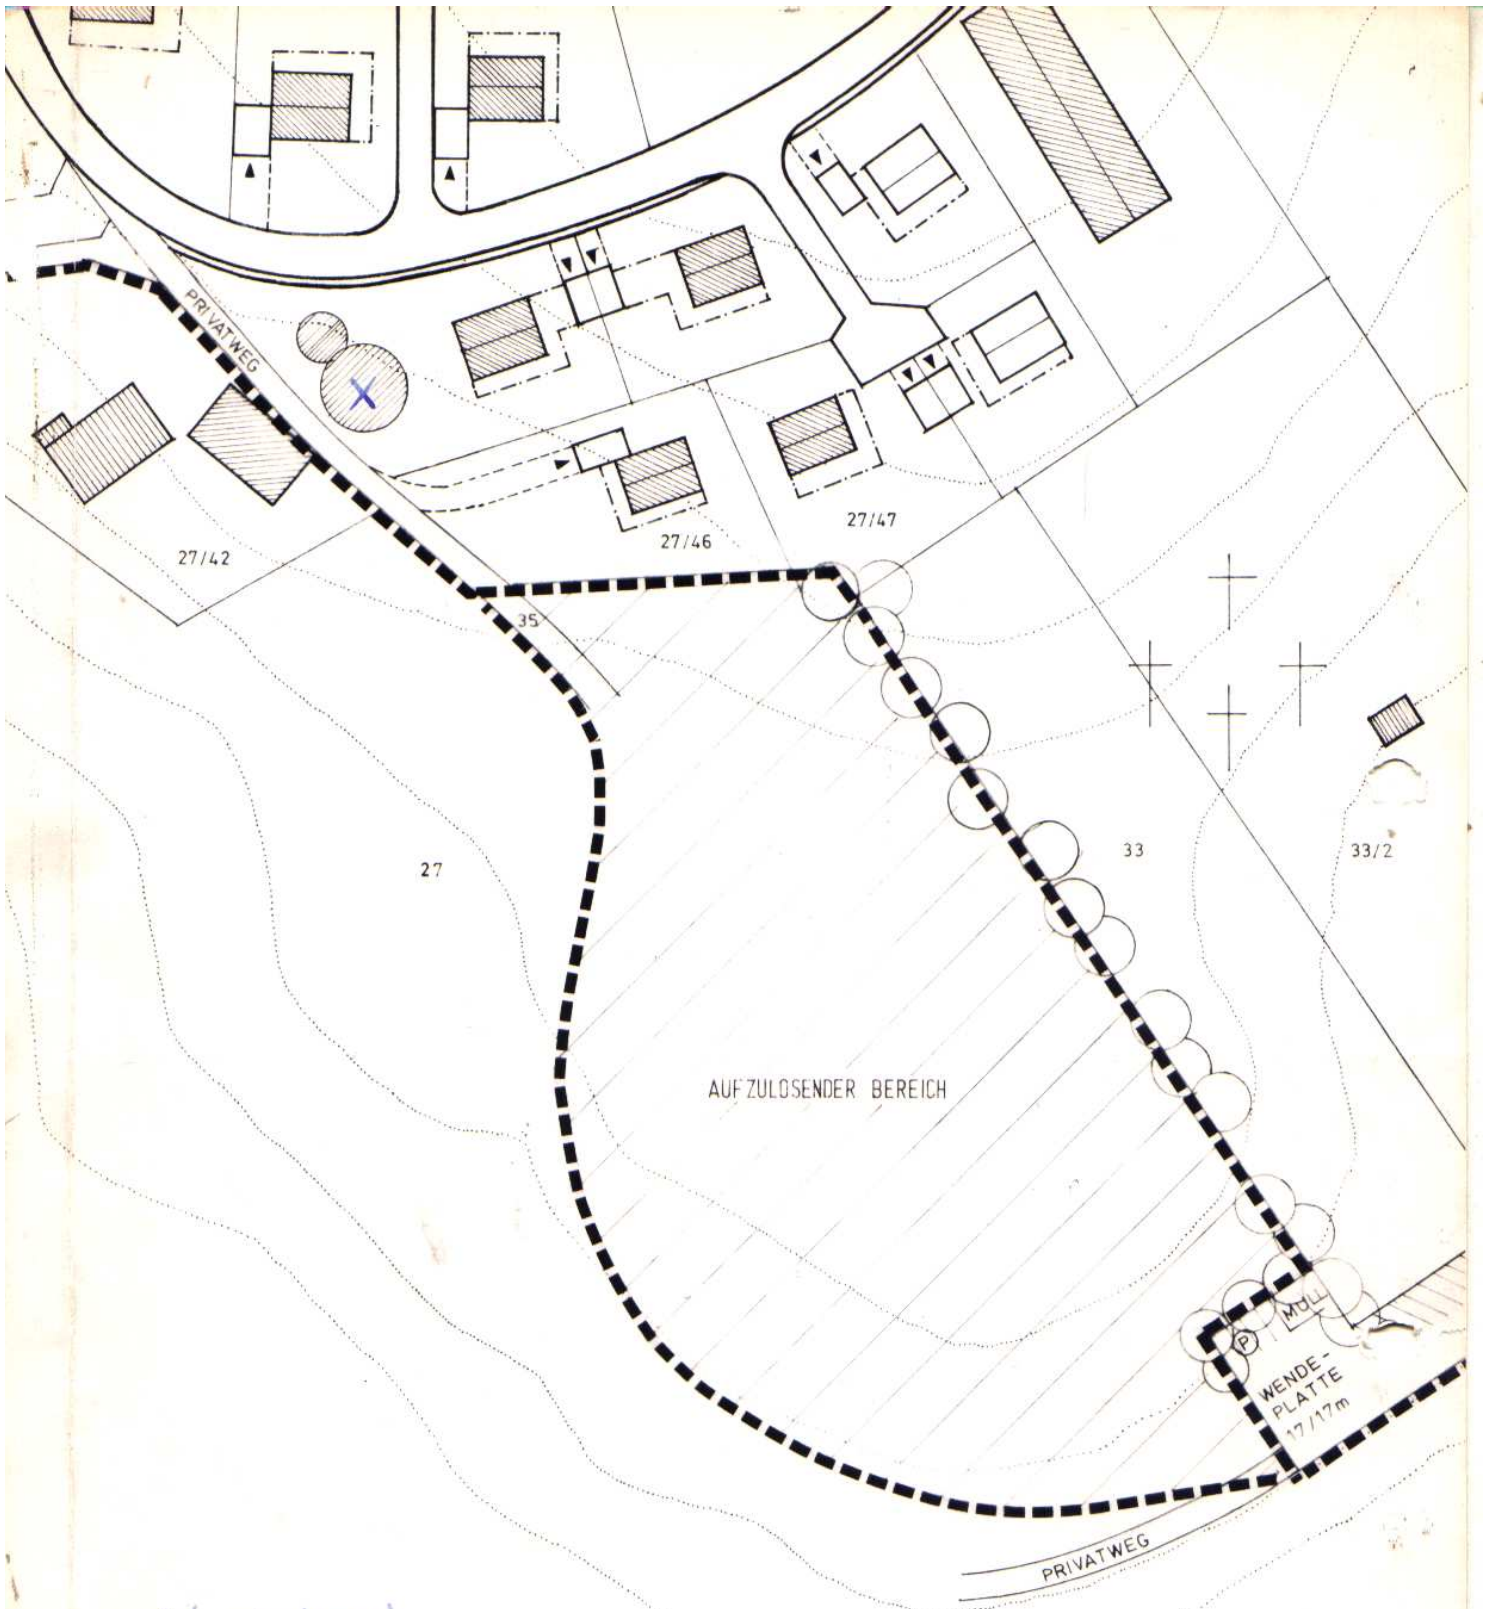 PRIVATWEG
27/42
27/46
27/47
35
27
33
33/2
AUFZULOSENDER BEREICH
MÜLL
P
WENDE-
PLATTE
17/17m
PRIVATWEG